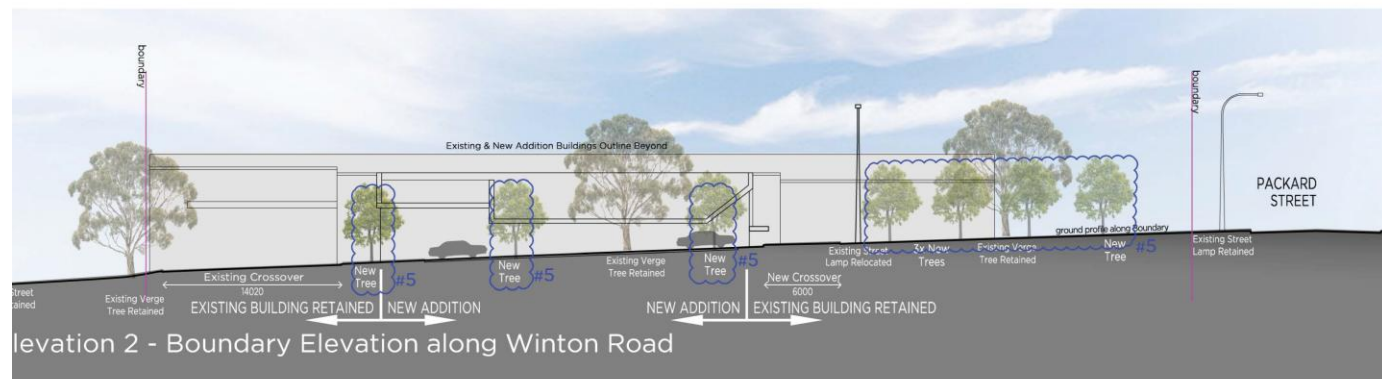 boundary
boundary
Existing & New Addition Buildings Outline Beyond
PACKARD
STREET
ground profile along Boundary
Existing Street
Lamp Retained
Existing Street
Lamp Relocated
3x New
Trees
Existing Verge
Tree Retained
New
Tree
#5
Existing Verge
Tree Retained
New
Tree
#5
New
Tree
#5
New
Tree
#5
New Crossover
6000
Existing Crossover
14020
Existing Verge
Tree Retained
Street
tained
EXISTING BUILDING RETAINED
NEW ADDITION
NEW ADDITION
EXISTING BUILDING RETAINED
levation 2 - Boundary Elevation along Winton Road